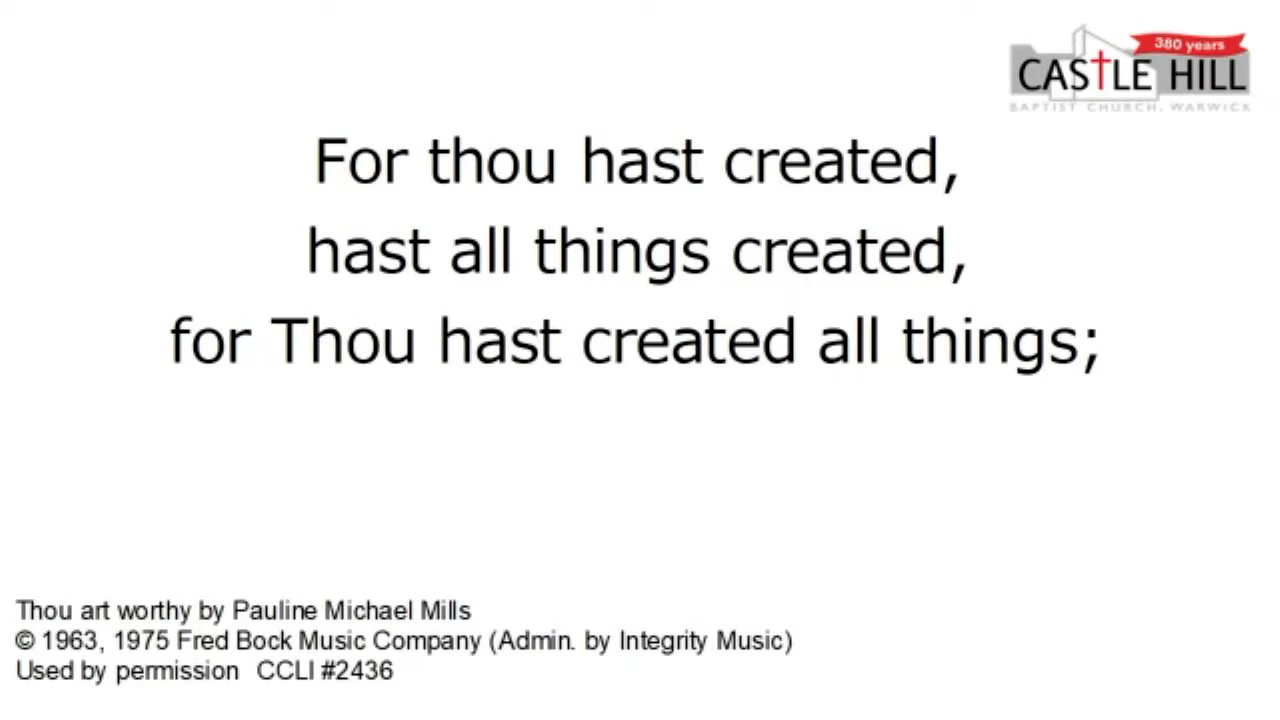 380 years
CASTLE HILL
BAPTIST CHURCH, WARWICK
For thou hast created,
hast all things created,
for Thou hast created all things;
Thou art worthy by Pauline Michael Mills
© 1963, 1975 Fred Bock Music Company (Admin. by Integrity Music)
Used by permission CCLI #2436